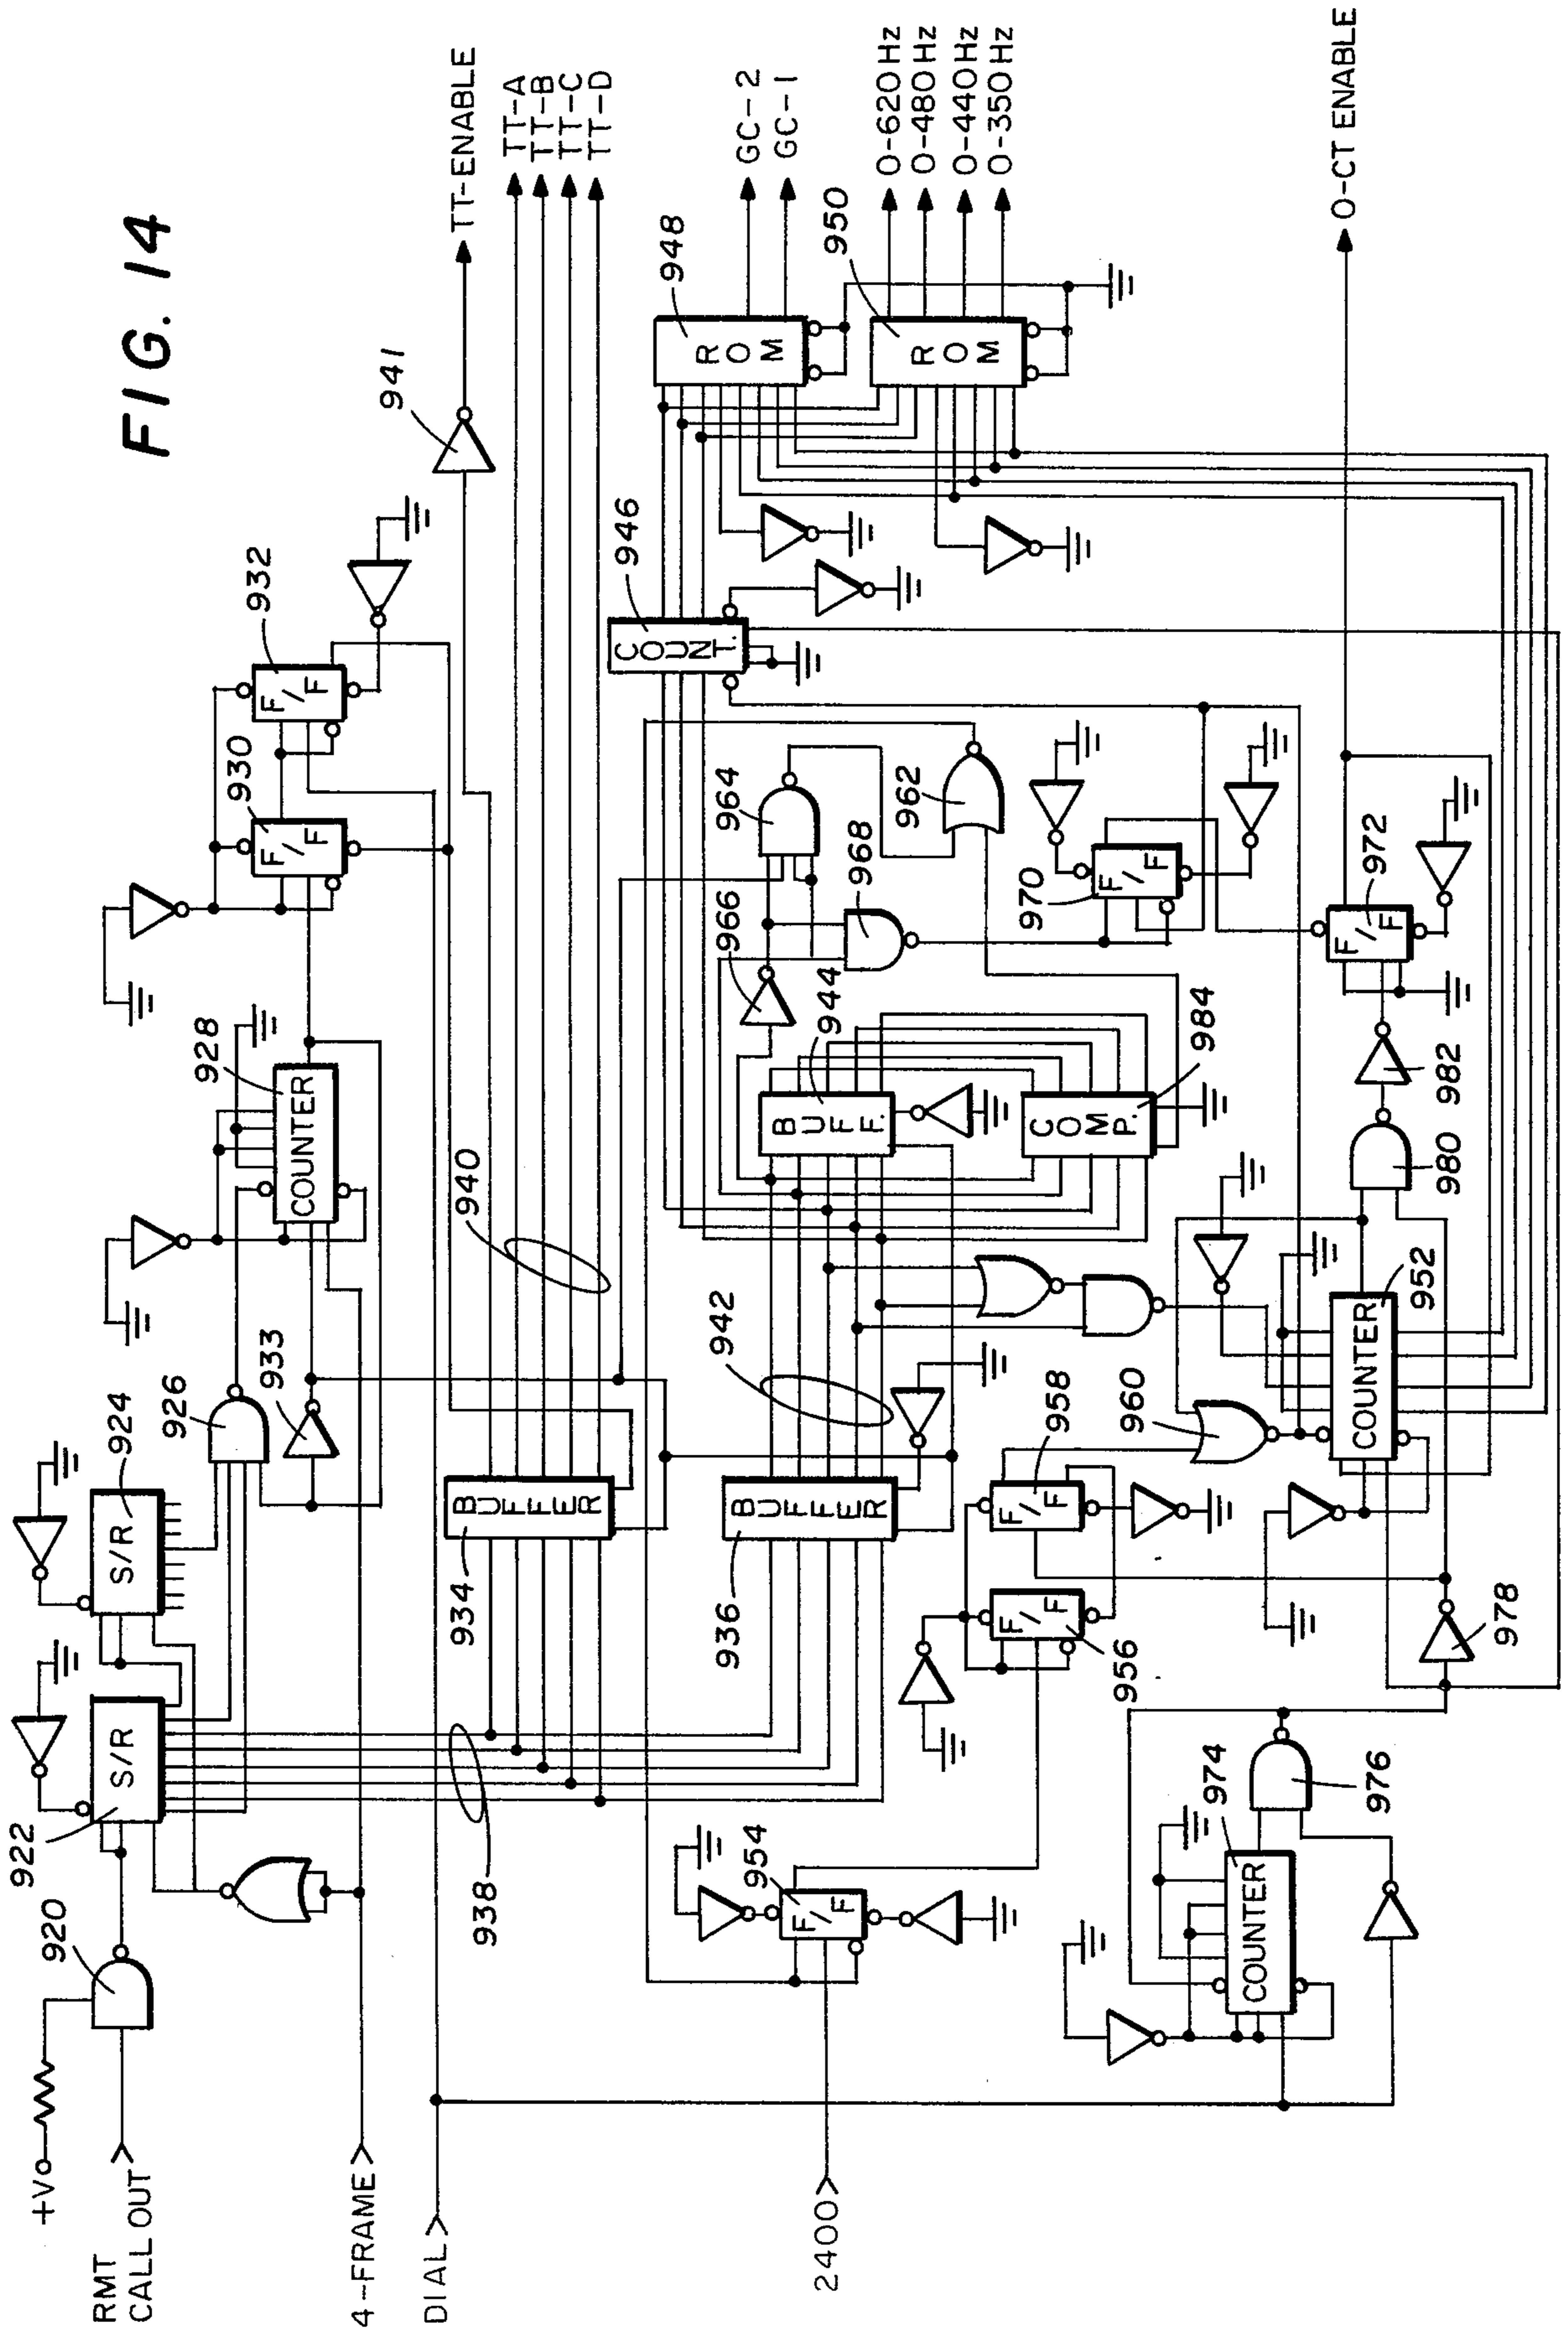 FIG. 14
+V
RMT
CALL OUT
4-FRAME
DIAL
2400
920
922
S/R
924
S/R
926
928
COUNTER
930
F/F
932
F/F
933
934
BUFFER
936
BUFFER
938
940
941
942
944
BUFF.
946
COUNT.
948
ROM
950
ROM
952
COUNTER
954
F/F
956
F/F
958
F/F
960
962
964
966
968
970
F/F
972
F/F
974
COUNTER
976
978
980
982
984
COMP.
TT-ENABLE
TT-A
TT-B
TT-C
TT-D
GC-2
GC-1
0-620Hz
0-480Hz
0-440Hz
0-350Hz
0-CT ENABLE